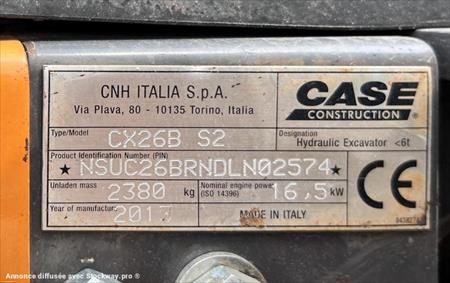 CNH ITALIA S.p.A.
Via Plava, 80 - 10135 Torino, Italia
CASE
CONSTRUCTION
Type/Model CX26B S2
Designation
Hydraulic Excavator <6t
Product Identification Number (PIN)
★ NSUC26BRNDLN02574 ★
Unladen mass 2380 kg
Nominal engine power (ISO 14396) 16,5 kW
Year of manufacture
MADE IN ITALY
CE
Annonce diffusée avec Stockway.pro ®